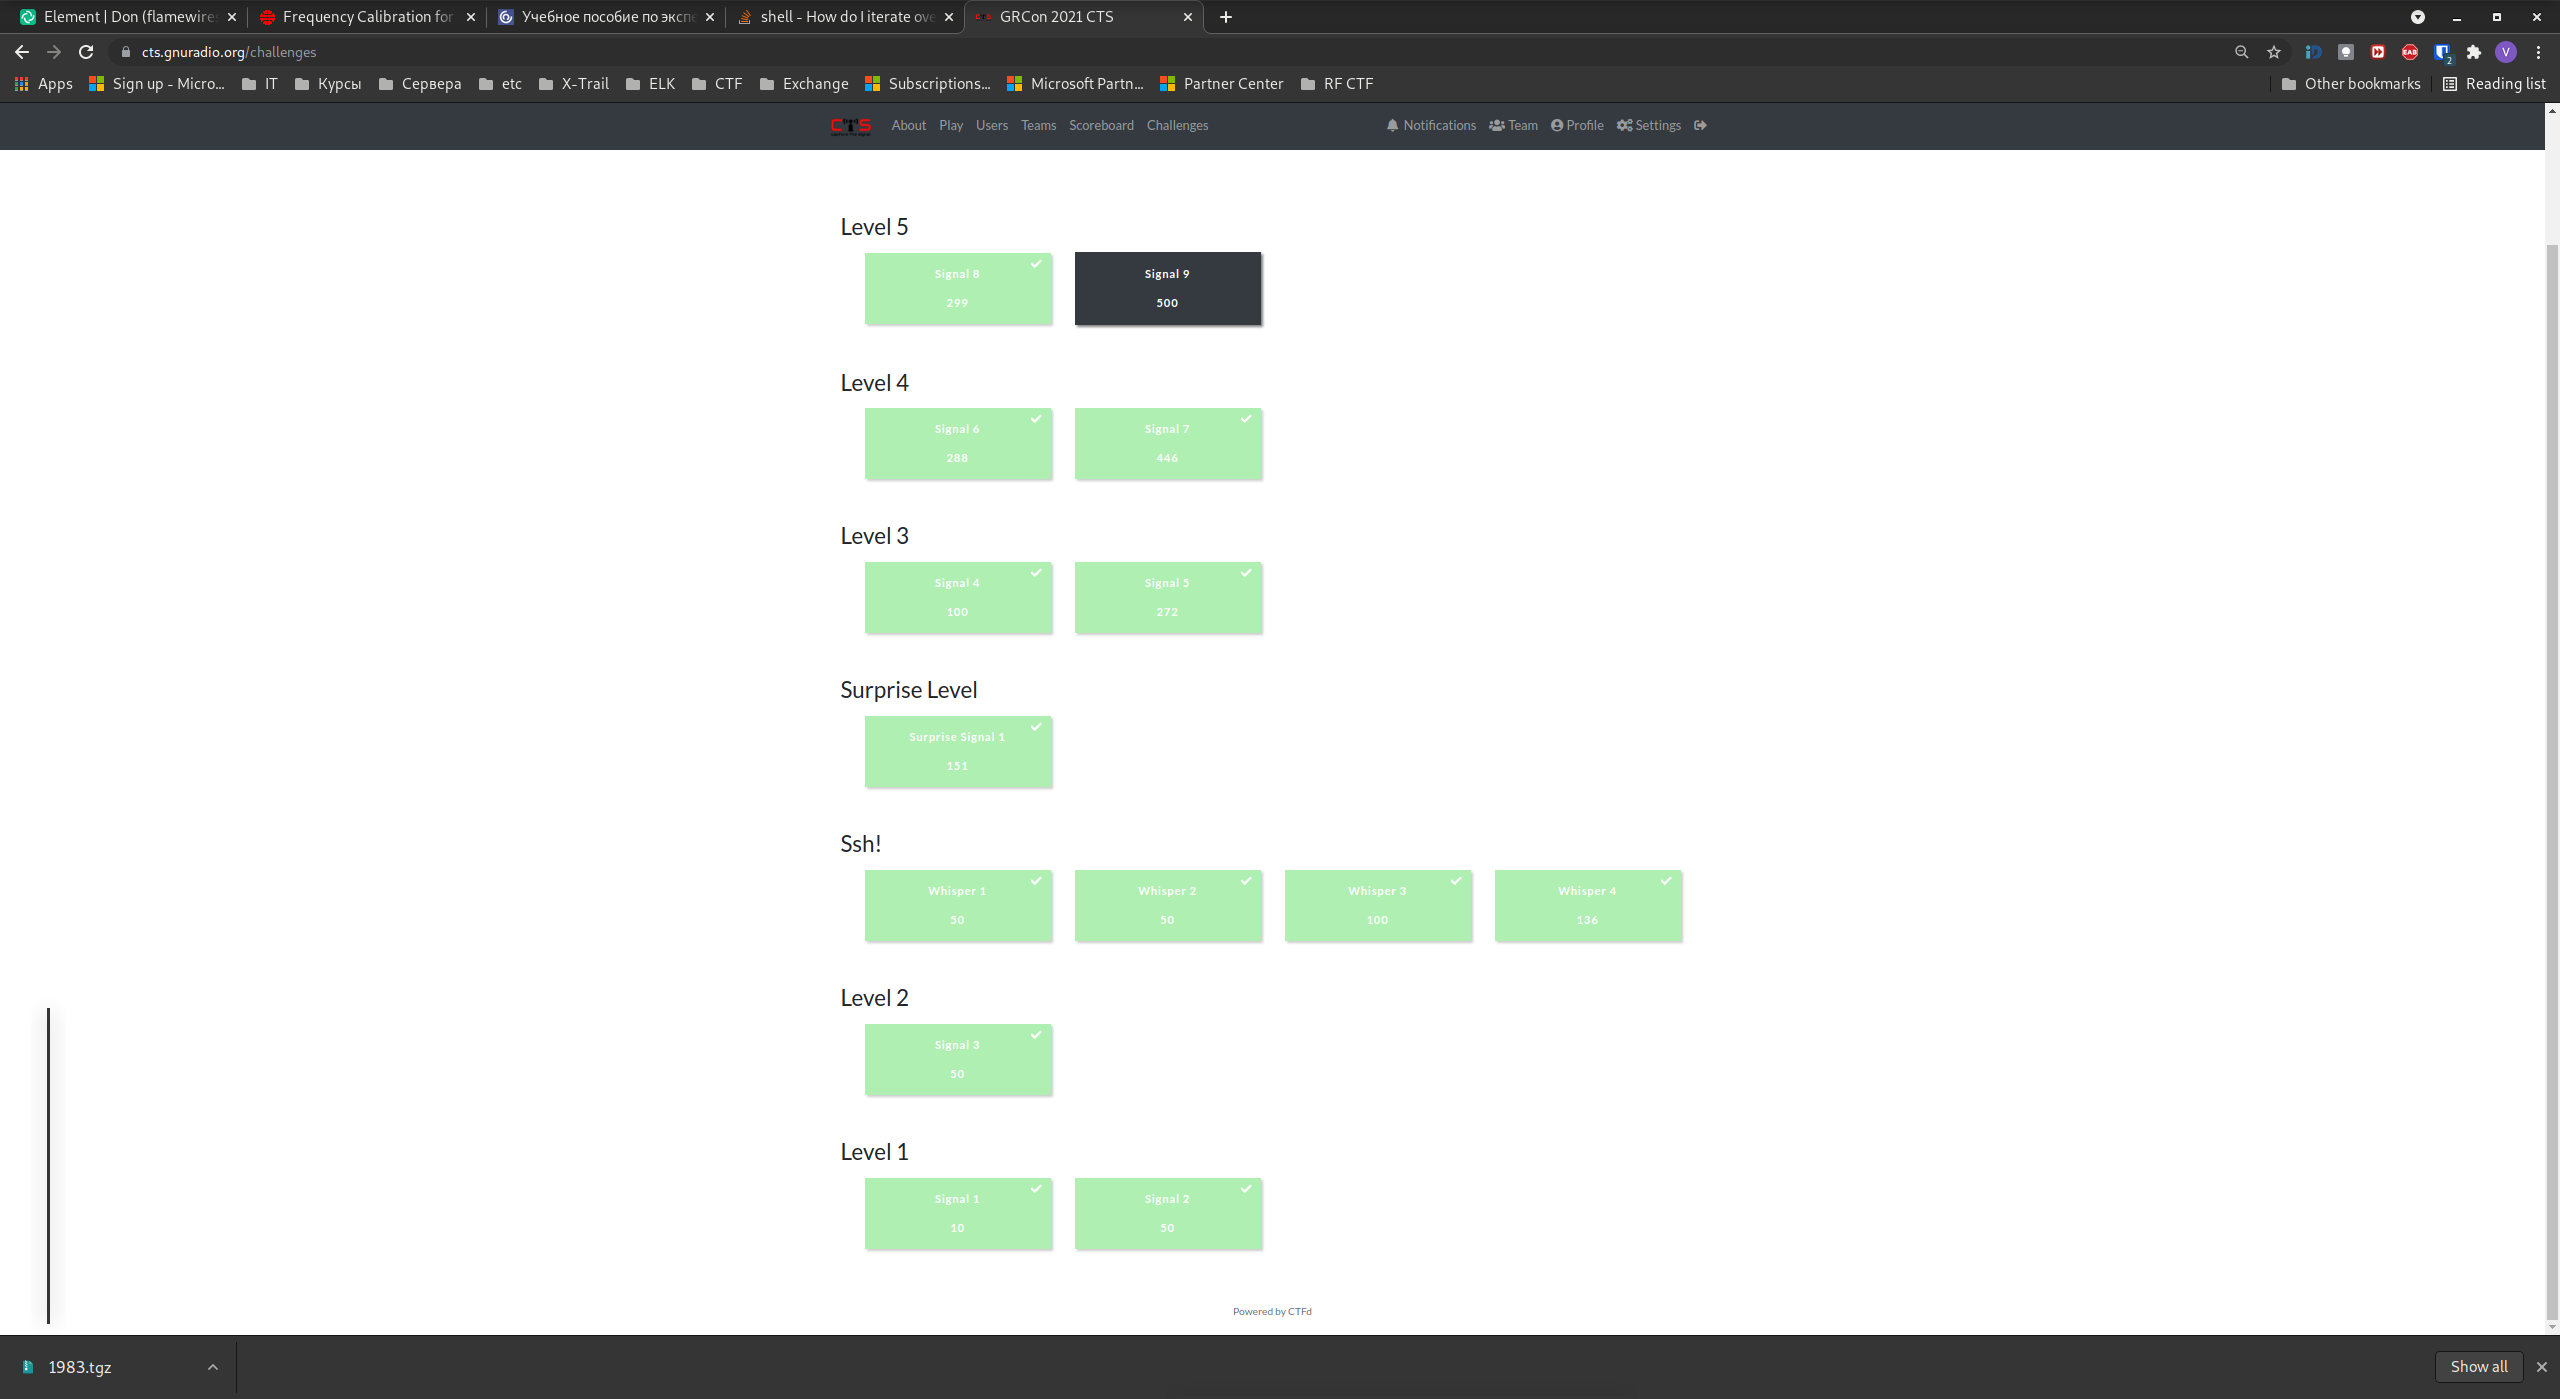 Element | Don (flamewires
Frequency Calibration for
Учебное пособие по экспе
shell - How do I iterate ove
GRCon 2021 CTS
cts.gnuradio.org/challenges
Apps
Sign up - Micro...
IT
Курсы
Сервера
etc
X-Trail
ELK
CTF
Exchange
Subscriptions...
Microsoft Partn...
Partner Center
RF CTF
Other bookmarks
Reading list
CTS
About
Play
Users
Teams
Scoreboard
Challenges
Notifications
Team
Profile
Settings
Level 5
Signal 8
299
Signal 9
500
Level 4
Signal 6
288
Signal 7
446
Level 3
Signal 4
100
Signal 5
272
Surprise Level
Surprise Signal 1
151
Ssh!
Whisper 1
50
Whisper 2
50
Whisper 3
100
Whisper 4
136
Level 2
Signal 3
50
Level 1
Signal 1
10
Signal 2
50
Powered by CTFd
1983.tgz
Show all